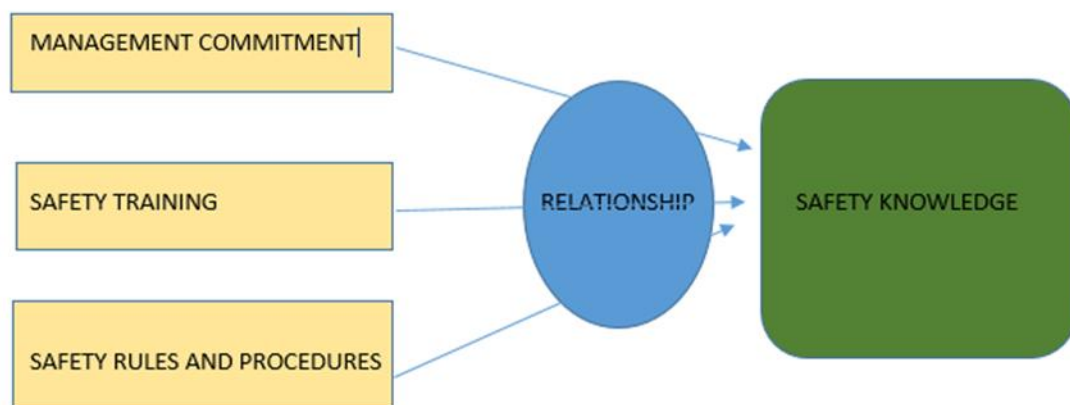 MANAGEMENT COMMITMENT
SAFETY TRAINING
RELATIONSHIP
SAFETY KNOWLEDGE
SAFETY RULES AND PROCEDURES